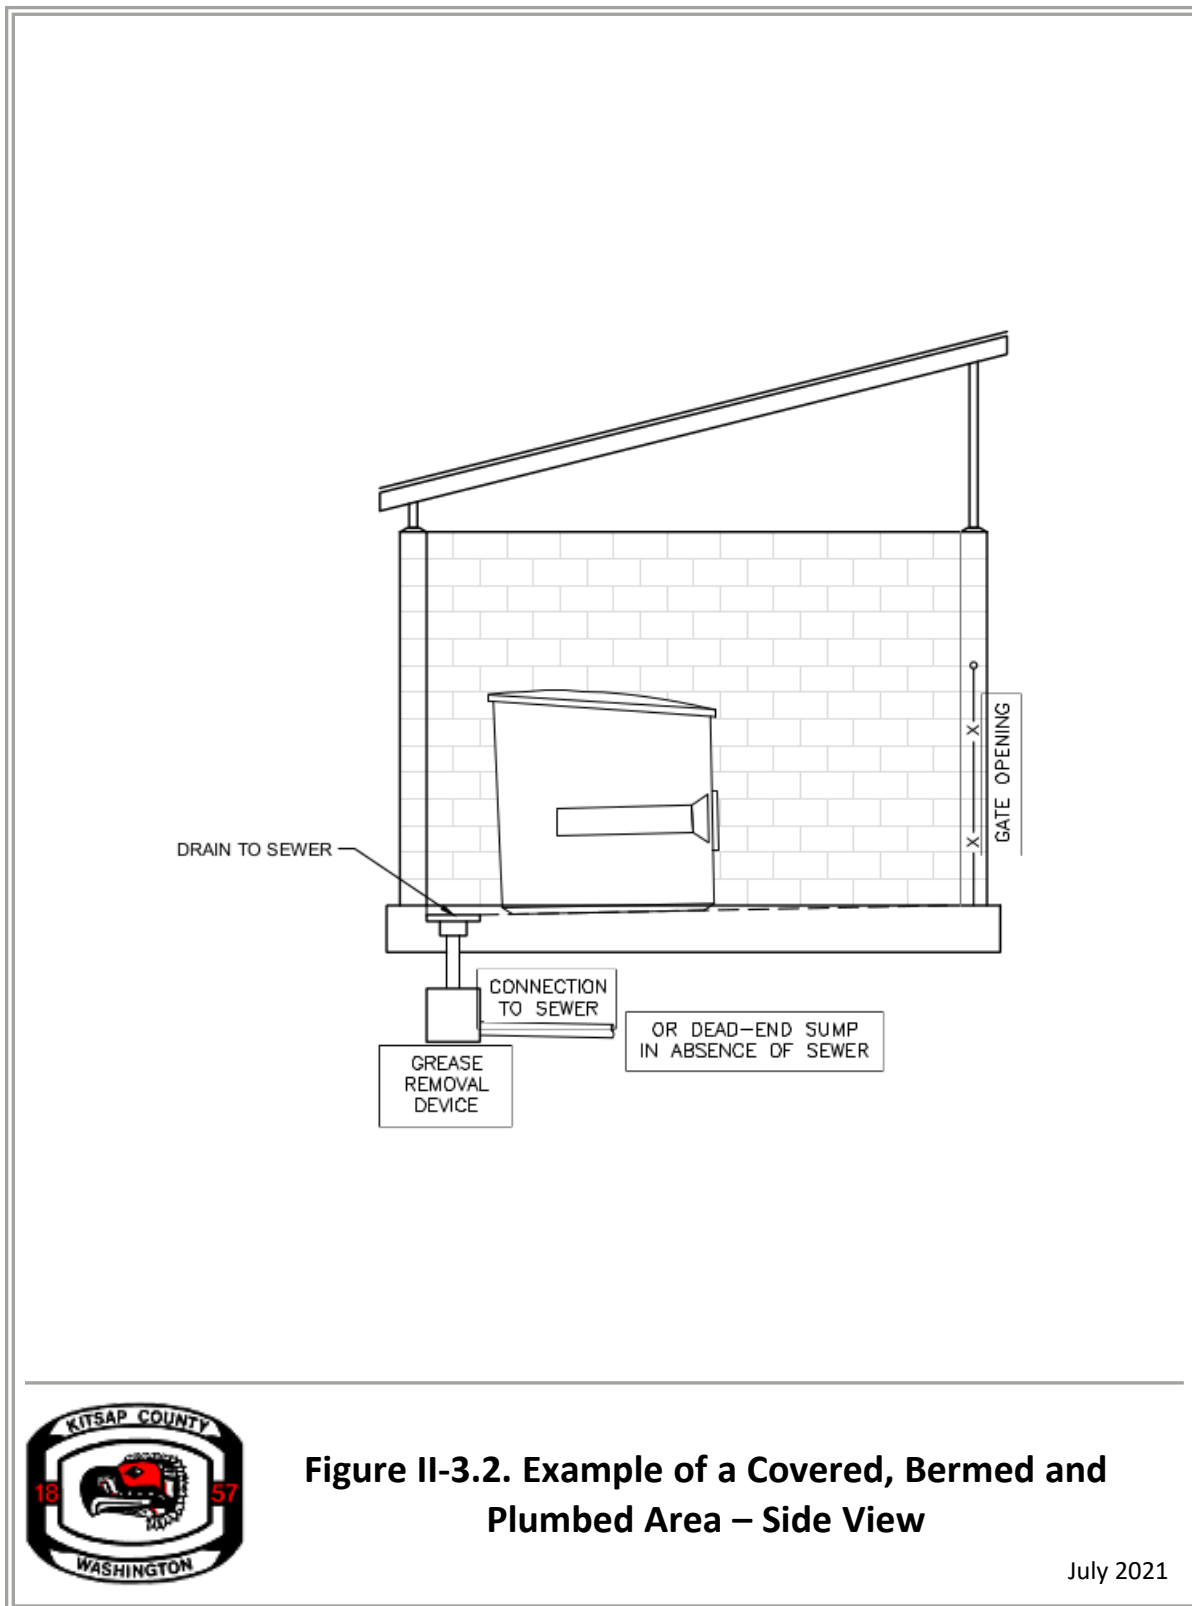 DRAIN TO SEWER
GATE OPENING
X
X
CONNECTION
TO SEWER
OR DEAD-END SUMP
IN ABSENCE OF SEWER
GREASE
REMOVAL
DEVICE
KITSAP COUNTY
18 57
WASHINGTON
Figure II-3.2. Example of a Covered, Bermed and
Plumbed Area – Side View
July 2021